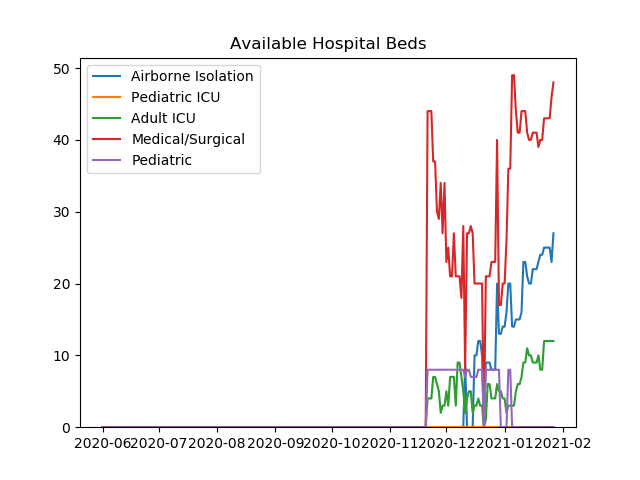 Available Hospital Beds
Airborne Isolation
Pediatric ICU
Adult ICU
Medical/Surgical
Pediatric
50
40
30
20
10
0
2020-06 2020-07 2020-08 2020-09 2020-10 2020-11 2020-12 2021-01 2021-02